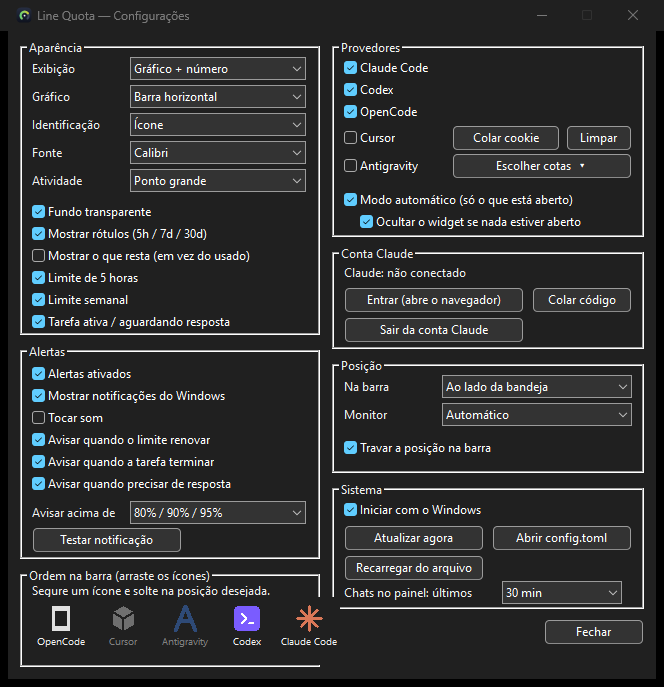 Line Quota — Configurações
Aparência
Exibição
Gráfico + número
Gráfico
Barra horizontal
Identificação
Ícone
Fonte
Calibri
Atividade
Ponto grande
Fundo transparente
Mostrar rótulos (5h / 7d / 30d)
Mostrar o que resta (em vez do usado)
Limite de 5 horas
Limite semanal
Tarefa ativa / aguardando resposta
Alertas
Alertas ativados
Mostrar notificações do Windows
Tocar som
Avisar quando o limite renovar
Avisar quando a tarefa terminar
Avisar quando precisar de resposta
Avisar acima de
80% / 90% / 95%
Testar notificação
Ordem na barra (arraste os ícones)
Segure um ícone e solte na posição desejada.
OpenCode
Cursor
Antigravity
Codex
Claude Code
Provedores
Claude Code
Codex
OpenCode
Cursor
Colar cookie
Limpar
Antigravity
Escolher cotas
Modo automático (só o que está aberto)
Ocultar o widget se nada estiver aberto
Conta Claude
Claude: não conectado
Entrar (abre o navegador)
Colar código
Sair da conta Claude
Posição
Na barra
Ao lado da bandeja
Monitor
Automático
Travar a posição na barra
Sistema
Iniciar com o Windows
Atualizar agora
Abrir config.toml
Recarregar do arquivo
Chats no painel: últimos
30 min
Fechar